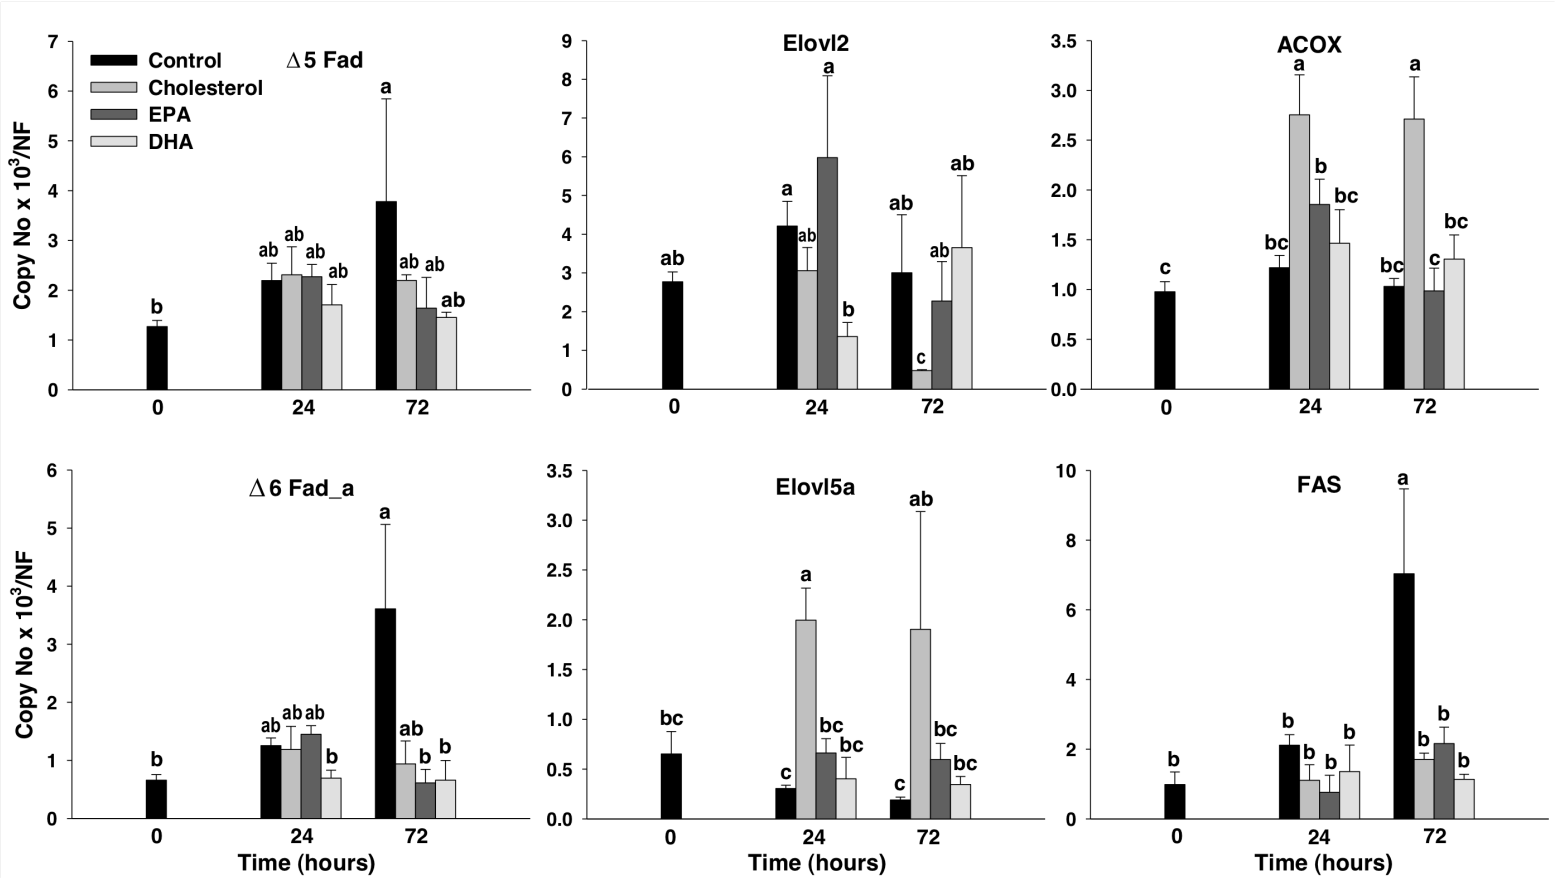 Δ5 Fad
Control
Cholesterol
EPA
DHA
Copy No x 10³/NF
7
6
5
4
3
2
1
0
b
ab
ab
ab
ab
a
ab
ab
ab
0
24
72
Elovl2
9
8
7
6
5
4
3
2
1
0
ab
a
ab
a
b
ab
c
ab
ab
0
24
72
ACOX
3.5
3.0
2.5
2.0
1.5
1.0
0.5
0.0
c
bc
a
b
bc
bc
a
c
bc
0
24
72
Δ6 Fad_a
Copy No x 10³/NF
6
5
4
3
2
1
0
b
ab
ab
ab
b
a
ab
b
b
0
24
72
Time (hours)
Elovl5a
3.5
3.0
2.5
2.0
1.5
1.0
0.5
0.0
bc
c
a
bc
bc
c
ab
bc
bc
0
24
72
Time (hours)
FAS
10
8
6
4
2
0
b
b
b
b
b
a
b
b
b
0
24
72
Time (hours)